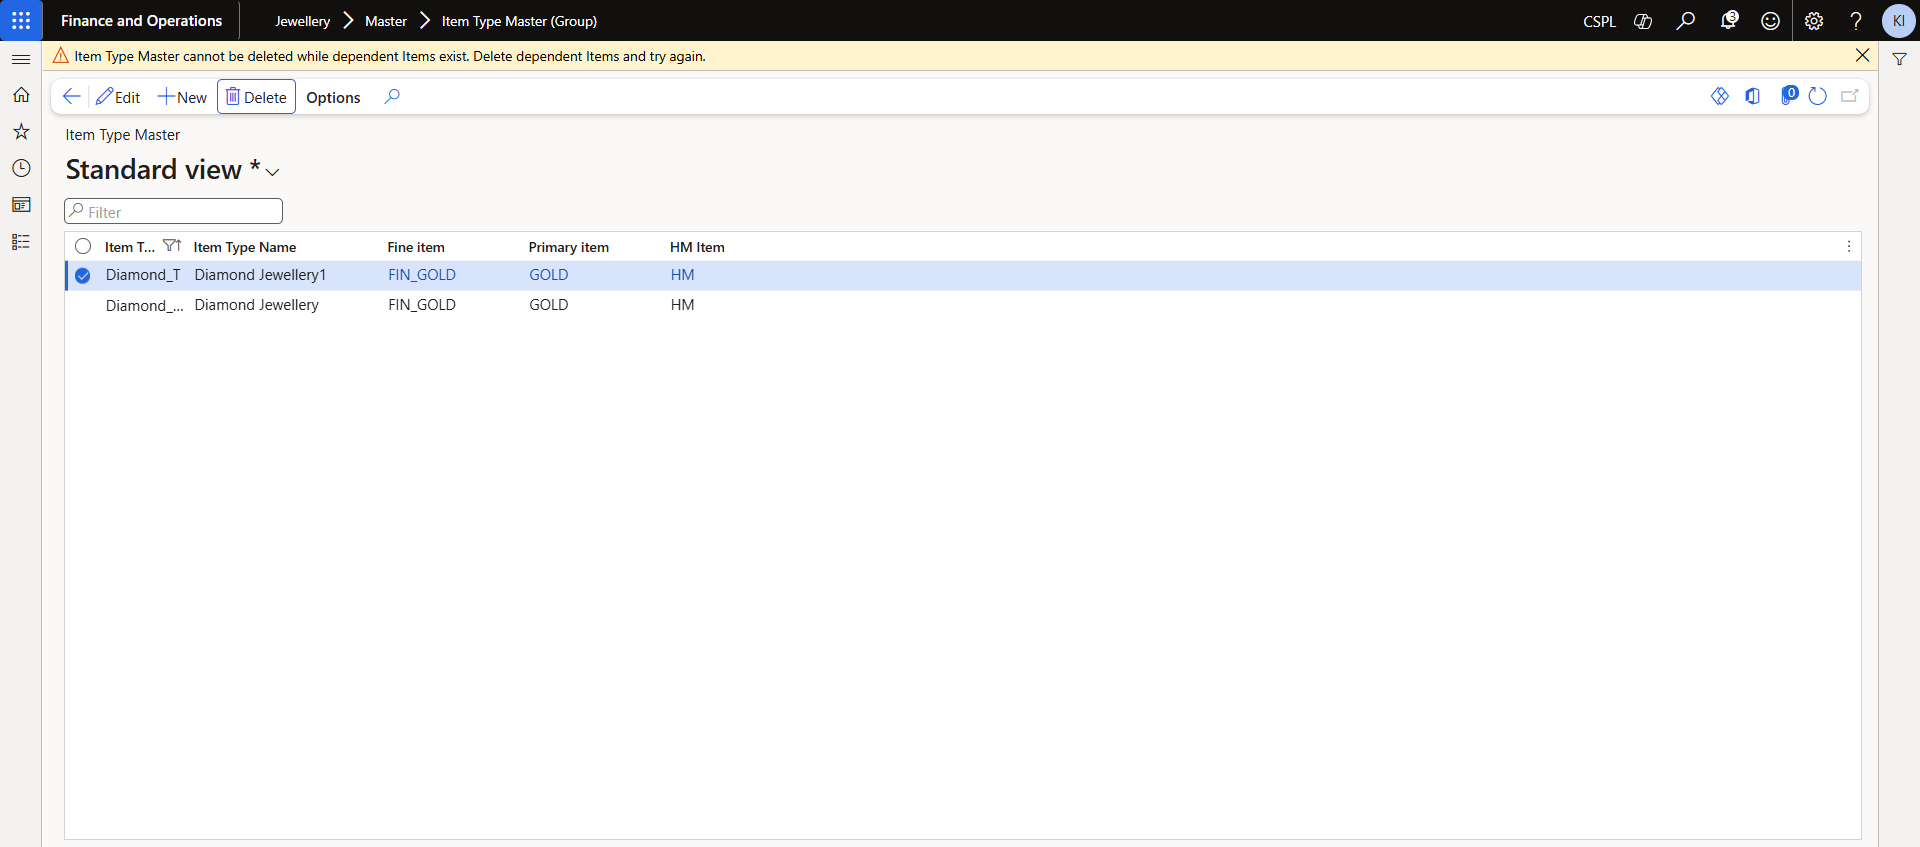 Finance and Operations Jewellery Master Item Type Master (Group) CSPL 3 KI
Item Type Master cannot be deleted while dependent Items exist. Delete dependent Items and try again.
Edit New Delete Options 0
Item Type Master
Standard view *
Filter
Item T... Item Type Name Fine item Primary item HM Item
Diamond_T Diamond Jewellery1 FIN_GOLD GOLD HM
Diamond_... Diamond Jewellery FIN_GOLD GOLD HM